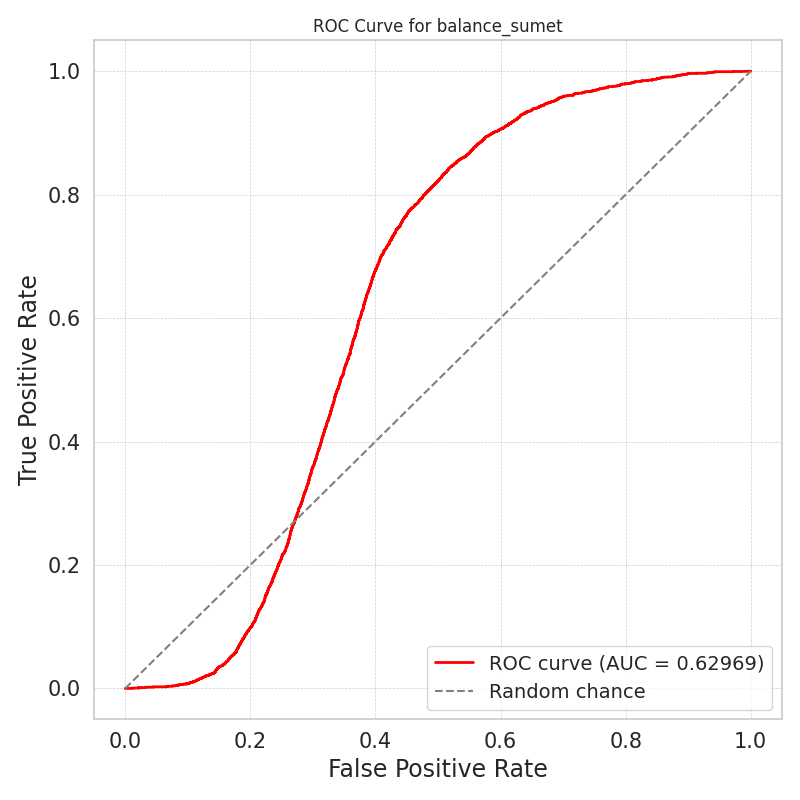 ROC Curve for balance_sumet
1.0
0.8
0.6
0.4
0.2
0.0
True Positive Rate
ROC curve (AUC = 0.62969)
Random chance
0.0 0.2 0.4 0.6 0.8 1.0
False Positive Rate